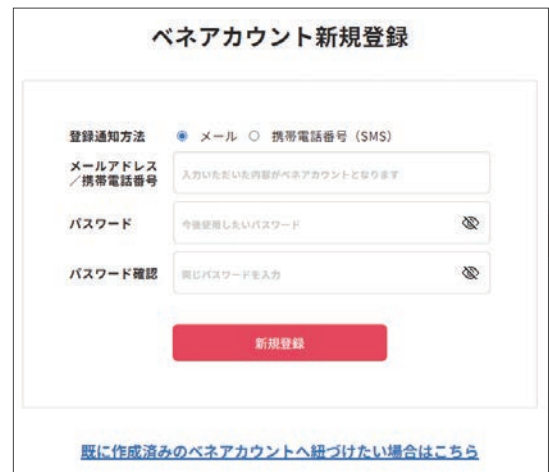 ベネアカウント新規登録
登録通知方法 メール 携帯電話番号（SMS）
メールアドレス
／携帯電話番号
入力いただいた内容がベネアカウントとなります
パスワード 今後使用したいパスワード
パスワード確認 同じパスワードを入力
新規登録
既に作成済みのベネアカウントへ紐づけたい場合はこちら